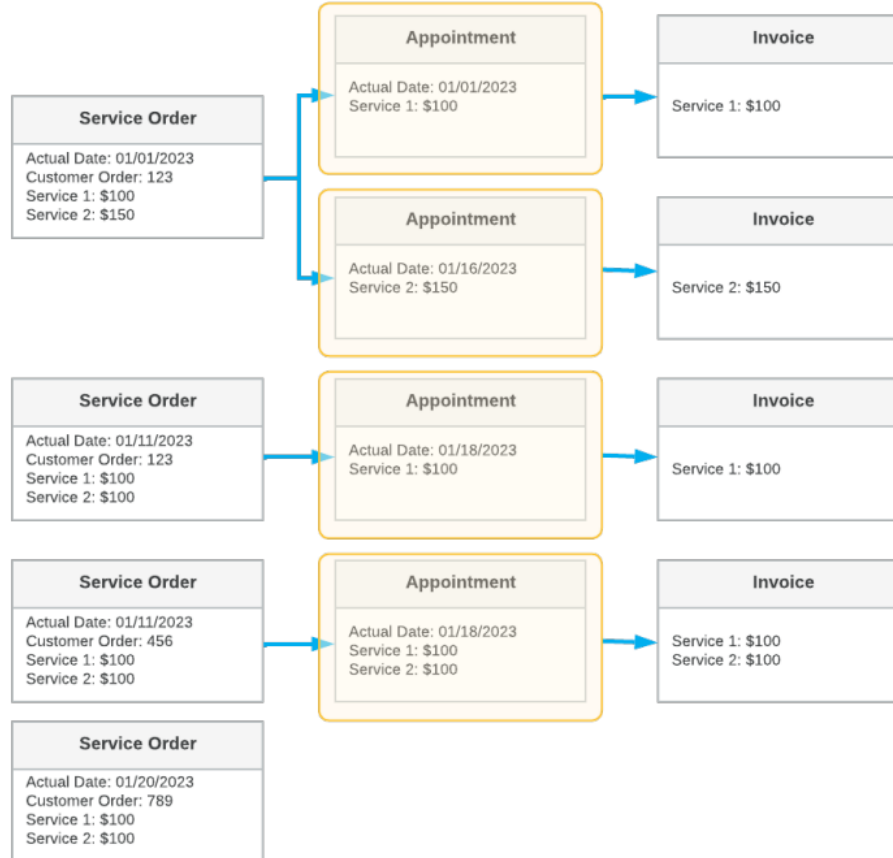 Service Order
Actual Date: 01/01/2023
Customer Order: 123
Service 1: $100
Service 2: $150
Appointment
Actual Date: 01/01/2023
Service 1: $100
Invoice
Service 1: $100
Appointment
Actual Date: 01/16/2023
Service 2: $150
Invoice
Service 2: $150
Service Order
Actual Date: 01/11/2023
Customer Order: 123
Service 1: $100
Service 2: $100
Appointment
Actual Date: 01/18/2023
Service 1: $100
Invoice
Service 1: $100
Service Order
Actual Date: 01/11/2023
Customer Order: 456
Service 1: $100
Service 2: $100
Appointment
Actual Date: 01/18/2023
Service 1: $100
Service 2: $100
Invoice
Service 1: $100
Service 2: $100
Service Order
Actual Date: 01/20/2023
Customer Order: 789
Service 1: $100
Service 2: $100